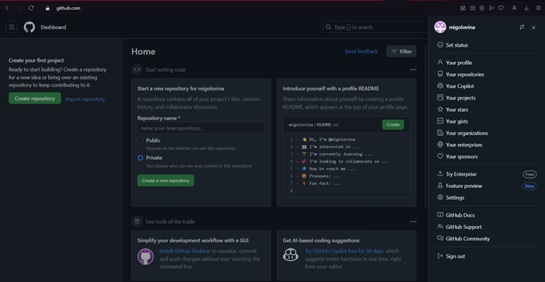 github.com
Dashboard
Type / to search
migolovina
Create your first project
Ready to start building? Create a repository
for a new idea or bring over an existing
repository to keep contributing to it.
Create repository
Import repository
Home
Send feedback
Filter
Start writing code
Start a new repository for migolovina
A repository contains all of your project's files, revision
history, and collaborator discussion.
Repository name *
name your new repository...
Public
Anyone on the internet can see this repository
Private
You choose who can see and commit to this repository
Create a new repository
Introduce yourself with a profile README
Share information about yourself by creating a profile
README, which appears at the top of your profile page.
migolovina/README.md
Create
1 - 👋 Hi, I'm @migolovina
2 - 👀 I'm interested in ...
3 - 🌱 I'm currently learning ...
4 - 💞️ I'm looking to collaborate on ...
5 - 📫 How to reach me ...
6 - 😄 Pronouns: ...
7 - ⚡ Fun fact: ...
8
Use tools of the trade
Simplify your development workflow with a GUI
Install GitHub Desktop to visualize, commit,
and push changes without ever touching the
command line.
Get AI-based coding suggestions
Try GitHub Copilot free for 30 days, which
suggests entire functions in real time, right
from your editor.
Set status
Your profile
Your repositories
Your Copilot
Your projects
Your stars
Your gists
Your organizations
Your enterprises
Your sponsors
Try Enterprise
Free
Feature preview
New
Settings
GitHub Docs
GitHub Support
GitHub Community
Sign out